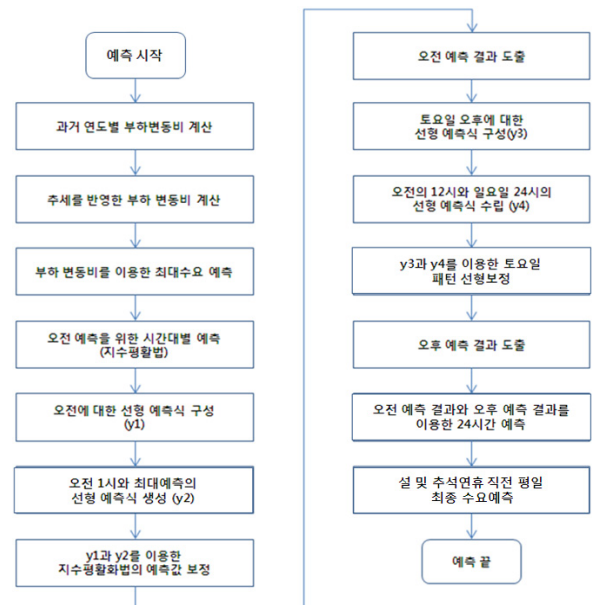 예측 시작
과거 연도별 부하변동비 계산
추세를 반영한 부하 변동비 계산
부하 변동비를 이용한 최대수요 예측
오전 예측을 위한 시간대별 예측
(지수평활법)
오전에 대한 선형 예측식 구성
(y1)
오전 1시와 최대예측의
선형 예측식 생성 (y2)
y1과 y2를 이용한
지수평활화법의 예측값 보정
오전 예측 결과 도출
토요일 오후에 대한
선형 예측식 구성(y3)
오전의 12시와 일요일 24시의
선형 예측식 수립 (y4)
y3과 y4를 이용한 토요일
패턴 선형보정
오후 예측 결과 도출
오전 예측 결과와 오후 예측 결과를
이용한 24시간 예측
설 및 추석연휴 직전 평일
최종 수요예측
예측 끝